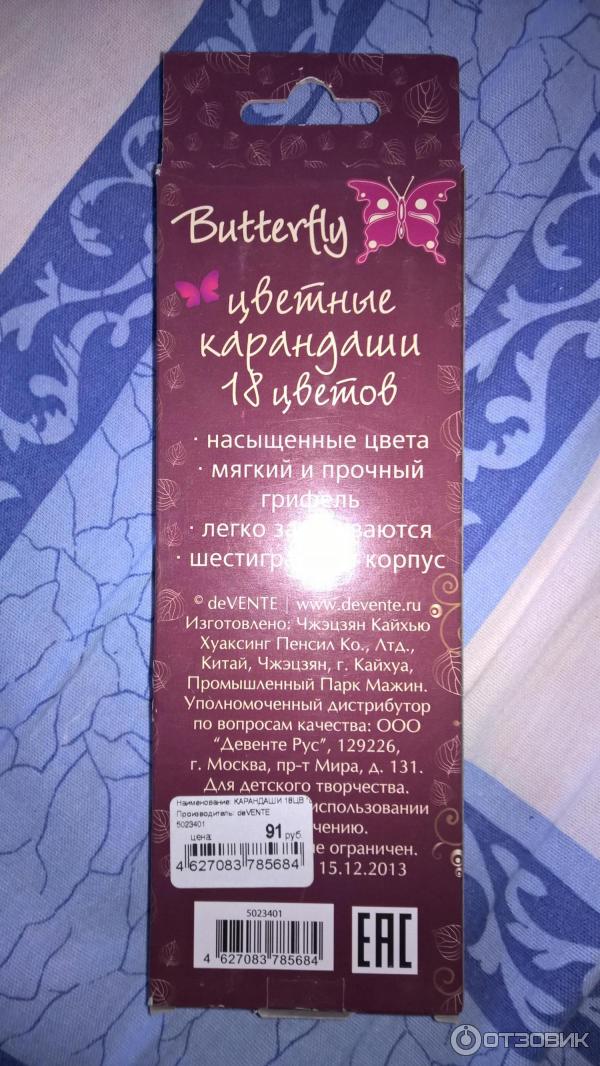 Butterfly
цветные
карандаши
18 цветов
· насыщенные цвета
· мягкий и прочный
грифель
· легко
· корпус
© deVENTE | www.devente.ru
Изготовлено: Чжэцзян Кайхью
Хуаксинг Пенсил Ко., Лтд.,
Китай, Чжэцзян, г. Кайхуа,
Промышленный Парк Мажин.
Уполномоченный дистрибутор
по вопросам качества: ООО
"Девенте Рус", 129226,
г. Москва, пр-т Мира, д. 131.
Для детского творчества.
использовании
ограничен.
15.12.2013
Наименование: КАРАНДАШИ 18ЦВ
Производитель: deVENTE
5023401
цена: 91 руб.
4 627083 785684
5023401
4 627083 785684
EAC
ОТЗОВИК